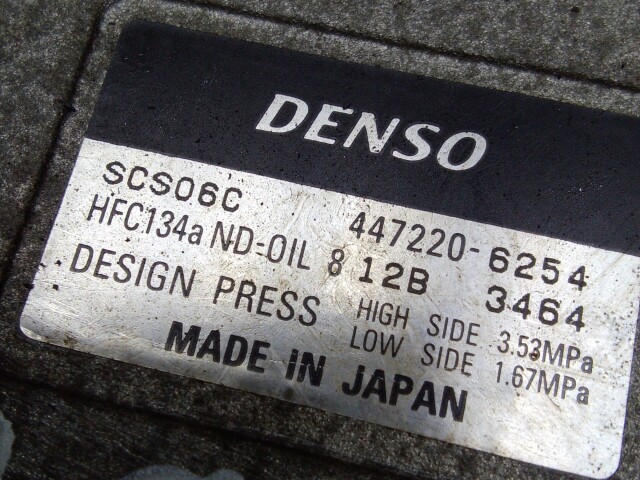 DENSO
SCS06C 447220-6254
HFC134a ND-OIL 8 12B 3464
DESIGN PRESS HIGH SIDE 3.53MPa
LOW SIDE 1.67MPa
MADE IN JAPAN